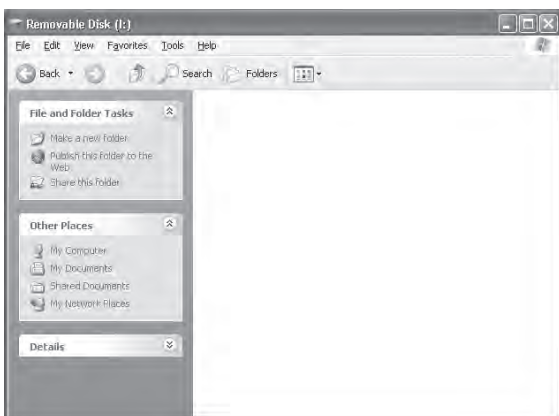 Removable Disk (I:)
File Edit View Favorites Tools Help
Back Search Folders
File and Folder Tasks
Make a new folder
Publish this folder to the
Web
Share this folder
Other Places
My Computer
My Documents
Shared Documents
My Network Places
Details